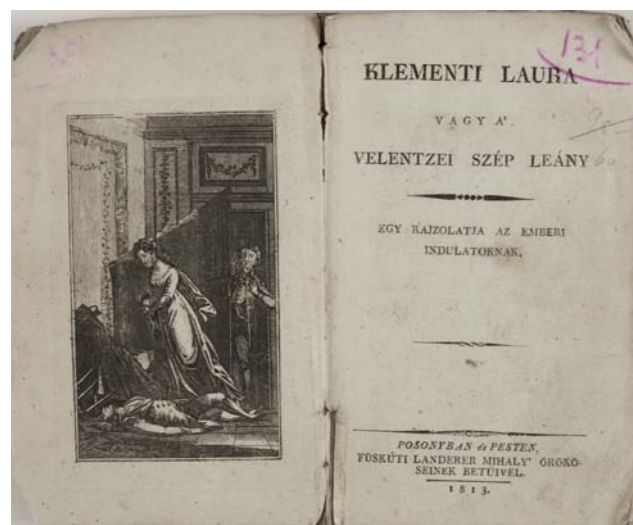 131
KLEMENTI LAURA
VAGY A'
VELENTZEI SZÉP LEÁNY
EGY RAJZOLATJA AZ EMBERI
INDULATOKNAK.
POSONYBAN és PESTEN,
FÜSKÚTI LANDERER MIHALY' ÖRÖKÖ-
SEINEK BETŰIVEL.
1813.